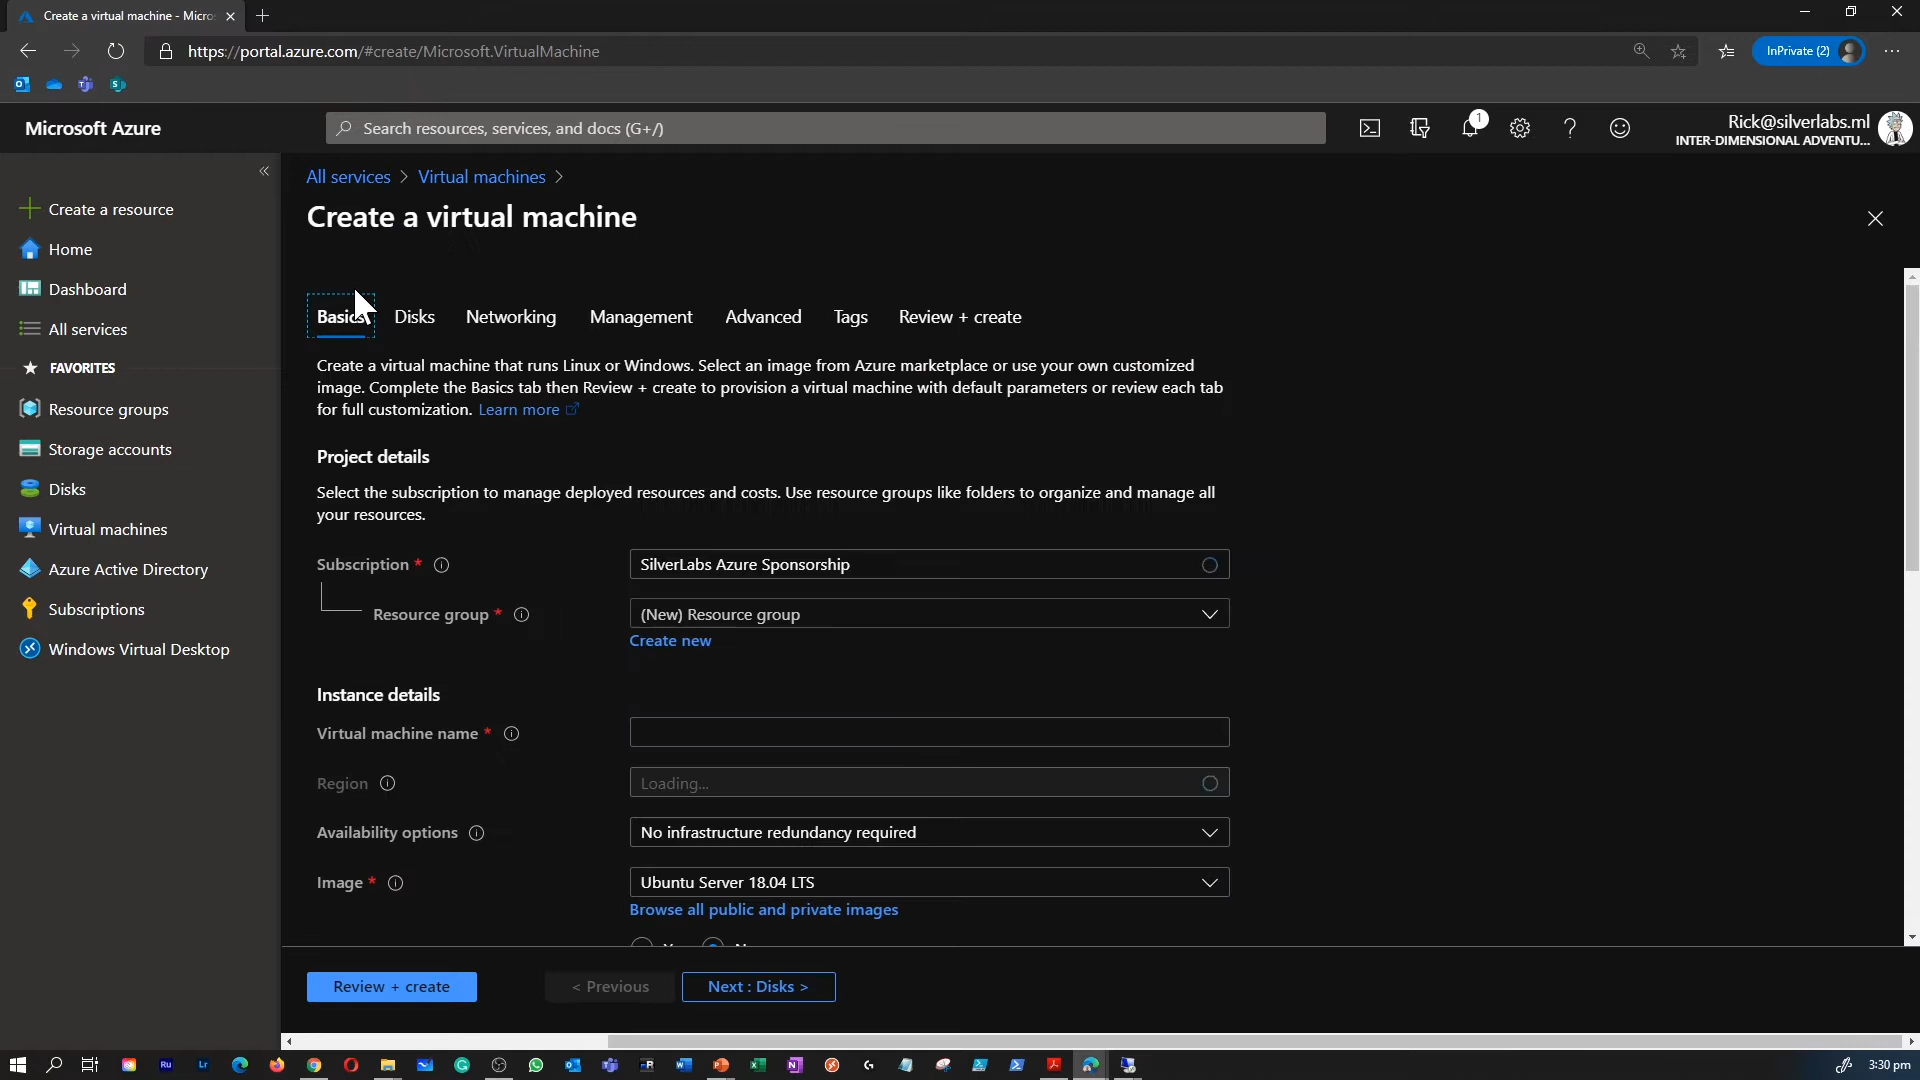 Create a virtual machine - Micro
https://portal.azure.com/#create/Microsoft.VirtualMachine
InPrivate (2)
Microsoft Azure
Search resources, services, and docs (G+/)
1
Rick@silverlabs.ml
INTER-DIMENSIONAL ADVENTU...
All services > Virtual machines >
Create a virtual machine
Create a resource
Home
Dashboard
All services
FAVORITES
Resource groups
Storage accounts
Disks
Virtual machines
Azure Active Directory
Subscriptions
Windows Virtual Desktop
Basics Disks Networking Management Advanced Tags Review + create
Create a virtual machine that runs Linux or Windows. Select an image from Azure marketplace or use your own customized
image. Complete the Basics tab then Review + create to provision a virtual machine with default parameters or review each tab
for full customization. Learn more
Project details
Select the subscription to manage deployed resources and costs. Use resource groups like folders to organize and manage all
your resources.
Subscription * SilverLabs Azure Sponsorship
Resource group * (New) Resource group
Create new
Instance details
Virtual machine name *
Region Loading...
Availability options No infrastructure redundancy required
Image * Ubuntu Server 18.04 LTS
Browse all public and private images
Review + create < Previous Next : Disks >
3:30 pm